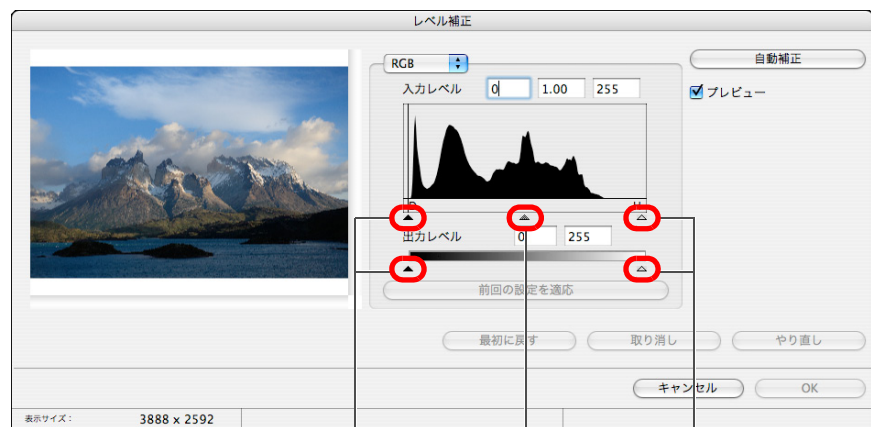 レベル補正
RGB
自動補正
入力レベル 0 1.00 255
プレビュー
出力レベル 0 255
前回の設定を適応
最初に戻す 取り消し やり直し
キャンセル OK
表示サイズ: 3888 x 2592